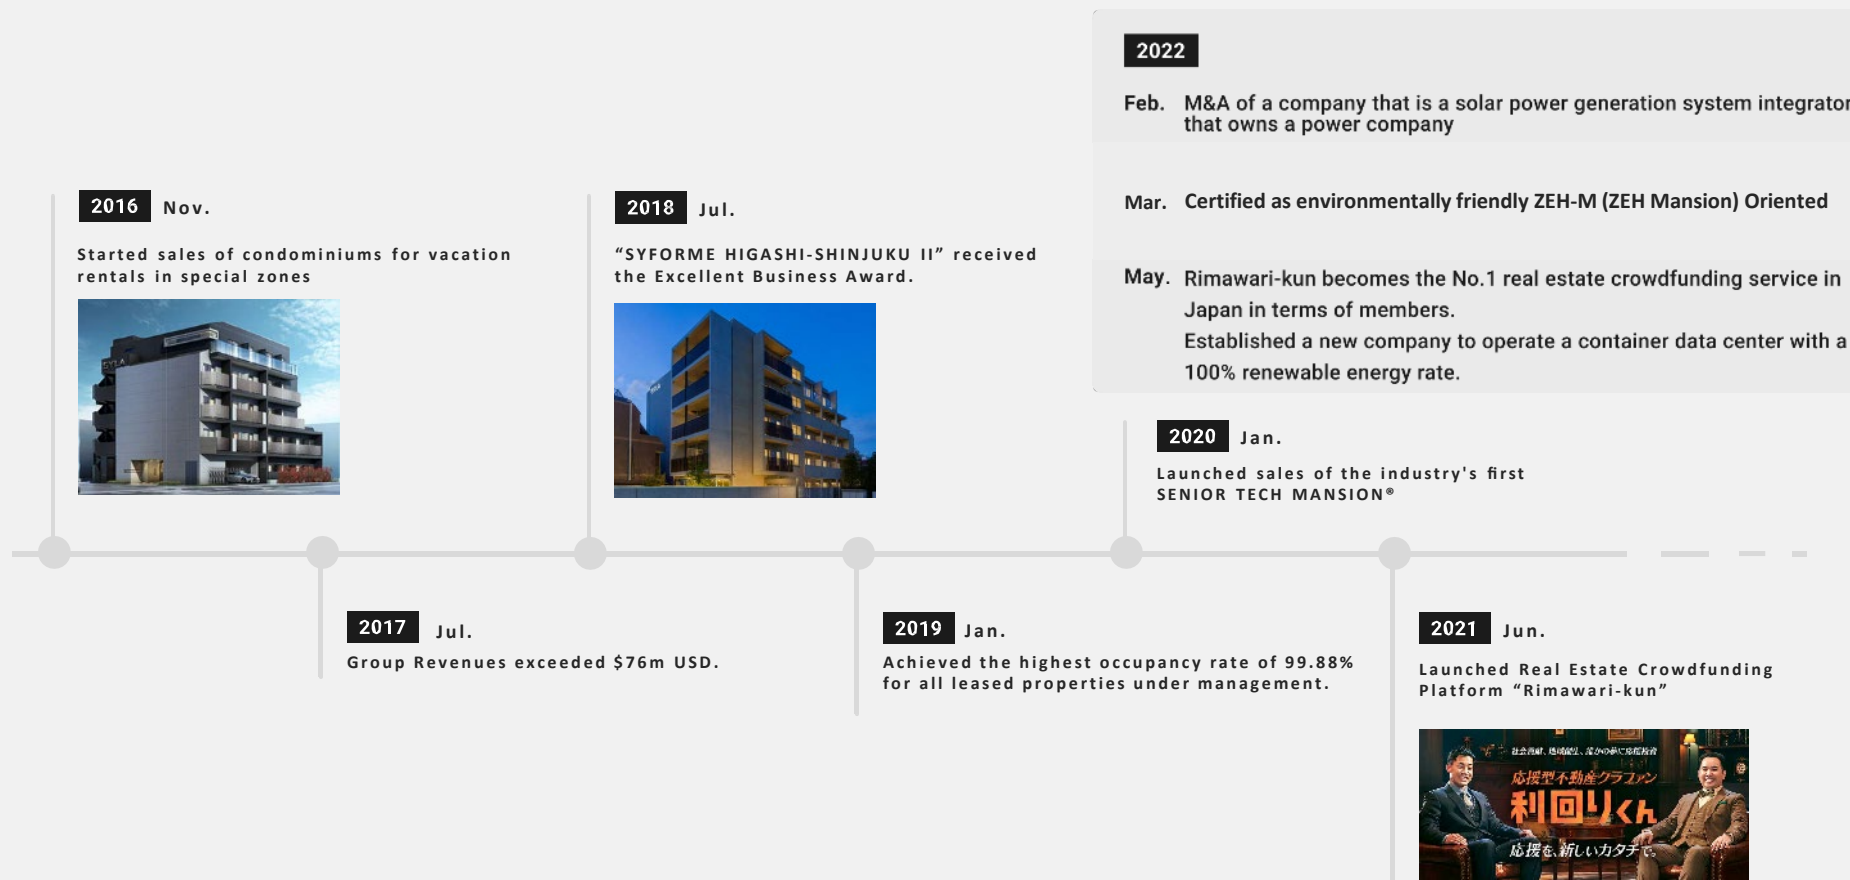 2022
Feb. M&A of a company that is a solar power generation system integrator
that owns a power company
Mar. Certified as environmentally friendly ZEH-M (ZEH Mansion) Oriented
May. Rimawari-kun becomes the No.1 real estate crowdfunding service in
Japan in terms of members.
Established a new company to operate a container data center with a
100% renewable energy rate.
2016 Nov.
Started sales of condominiums for vacation
rentals in special zones
SYLA
2018 Jul.
“SYFORME HIGASHI-SHINJUKU II” received
the Excellent Business Award.
2020 Jan.
Launched sales of the industry's first
SENIOR TECH MANSION®
2017 Jul.
Group Revenues exceeded $76m USD.
2019 Jan.
Achieved the highest occupancy rate of 99.88%
for all leased properties under management.
2021 Jun.
Launched Real Estate Crowdfunding
Platform “Rimawari-kun”
応援型不動産クラファン
利回りくん
応援を、新しいカタチで。